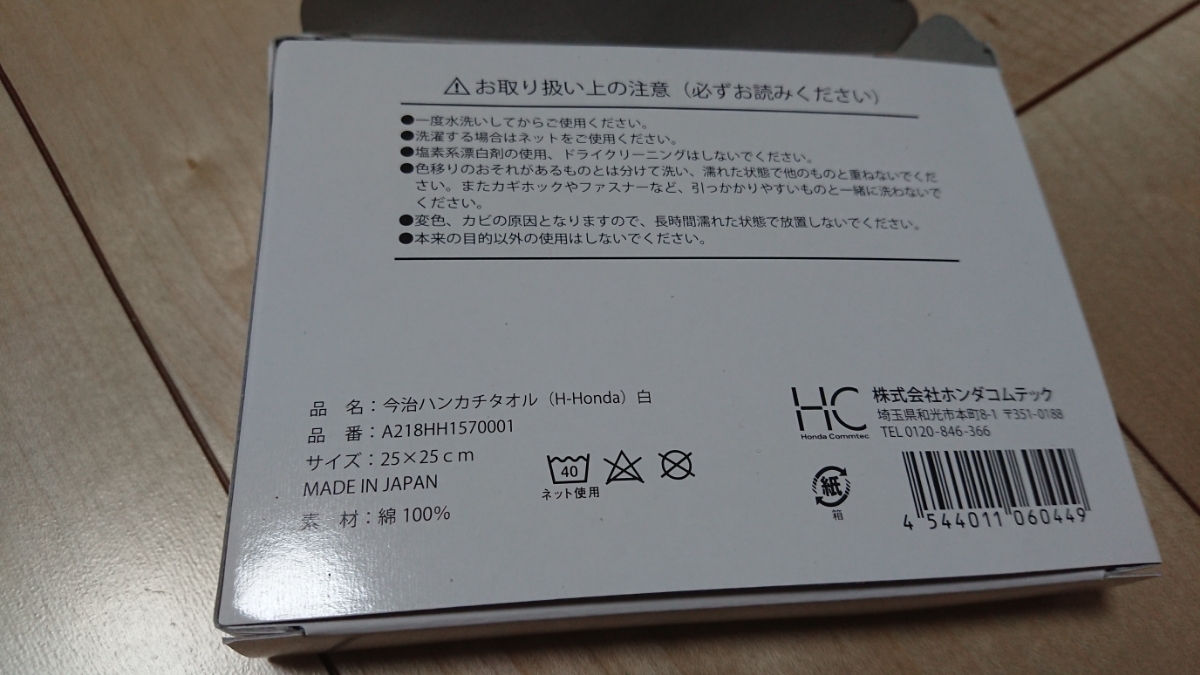 ⚠お取り扱い上の注意（必ずお読みください）
●一度水洗いしてからご使用ください。
●洗濯する場合はネットをご使用ください。
●塩素系漂白剤の使用、ドライクリーニングはしないでください。
●色移りのおそれがあるものとは分けて洗い、濡れた状態で他のものと重ねないでくだ
さい。またカギホックやファスナーなど、引っかかりやすいものと一緒に洗わないで
ください。
●変色、カビの原因となりますので、長時間濡れた状態で放置しないでください。
●本来の目的以外の使用はしないでください。
品 名：今治ハンカチタオル（H-Honda）白
品 番：A218HH1570001
サイズ：25×25cm
MADE IN JAPAN
素 材：綿100%
40
ネット使用
HC
Honda Commtec
株式会社ホンダコムテック
埼玉県和光市本町8-1 〒351-0188
TEL 0120-846-366
紙
箱
4 544011 060449